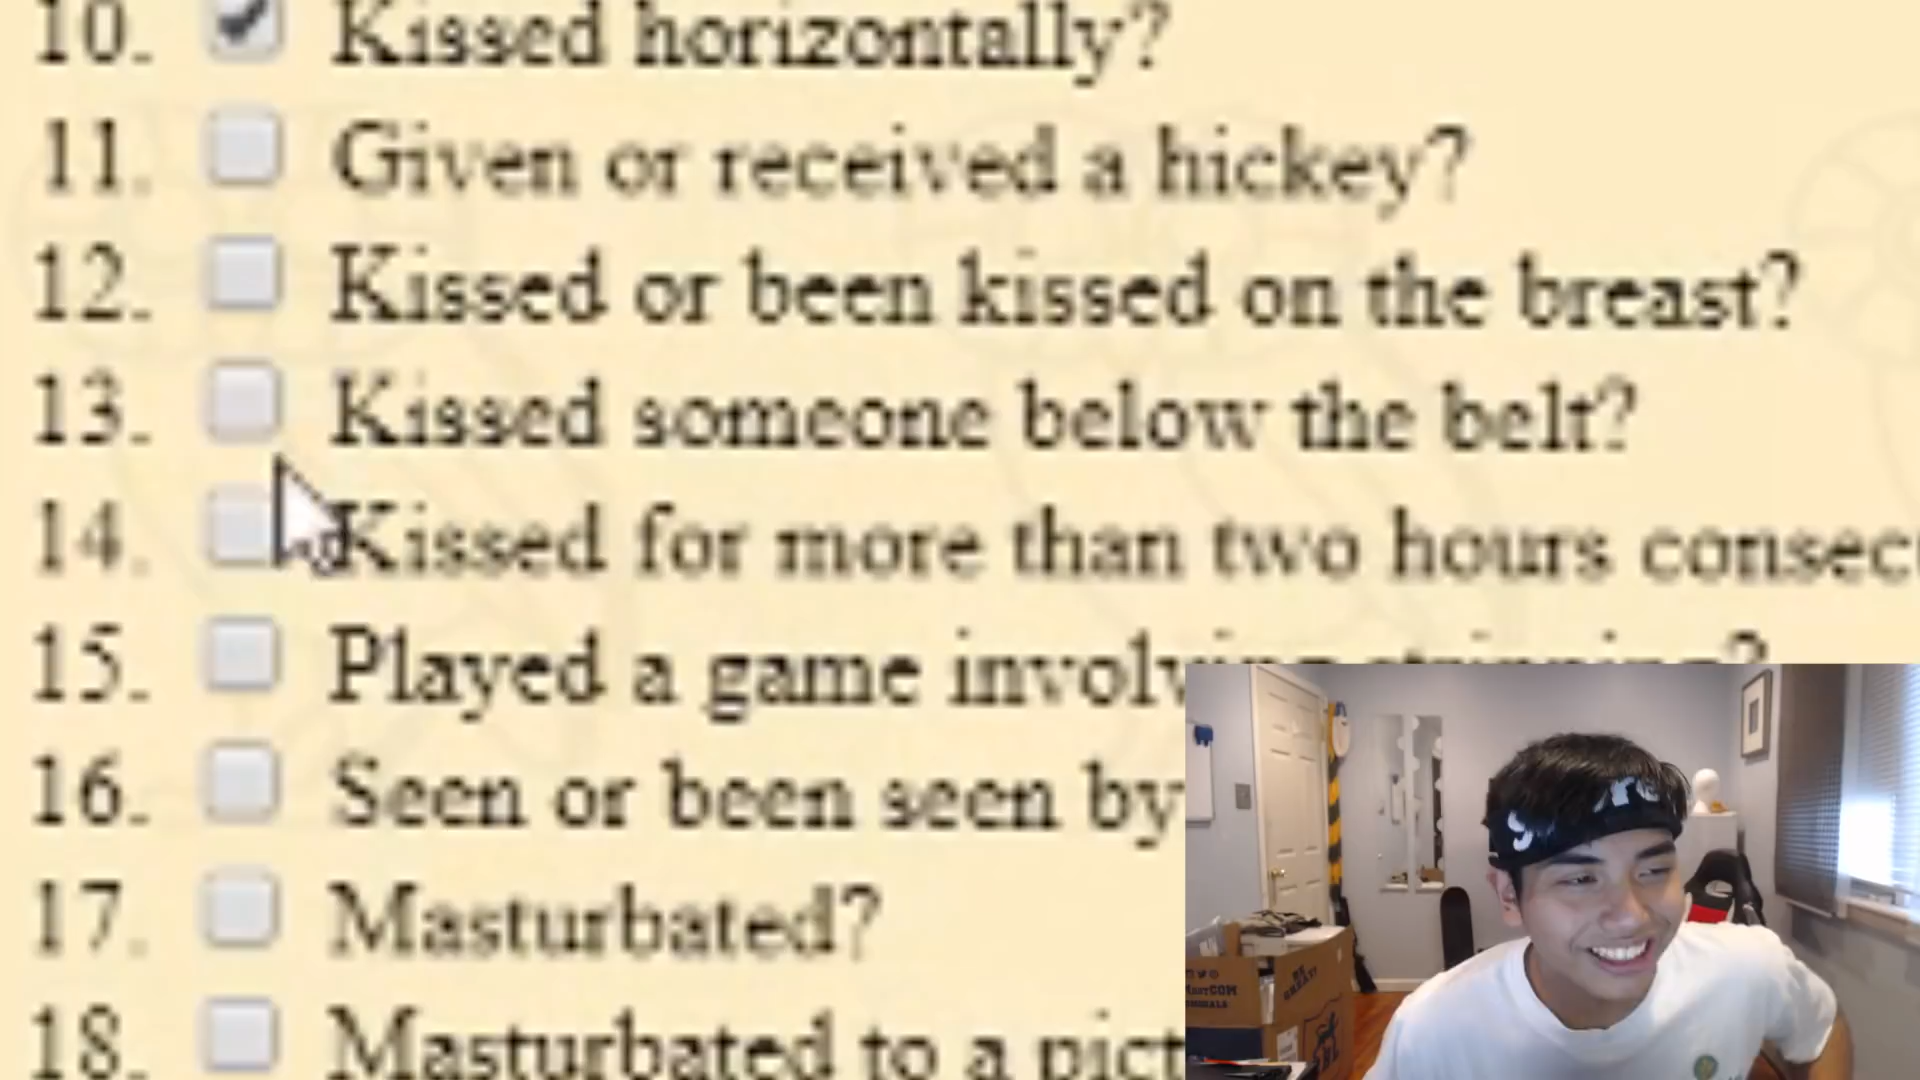 10. Kissed horizontally?
11. Given or received a hickey?
12. Kissed or been kissed on the breast?
13. Kissed someone below the belt?
14. Kissed for more than two hours consec
15. Played a game involving stripping?
16. Seen or been seen by
17. Masturbated?
18. Masturbated to a pict